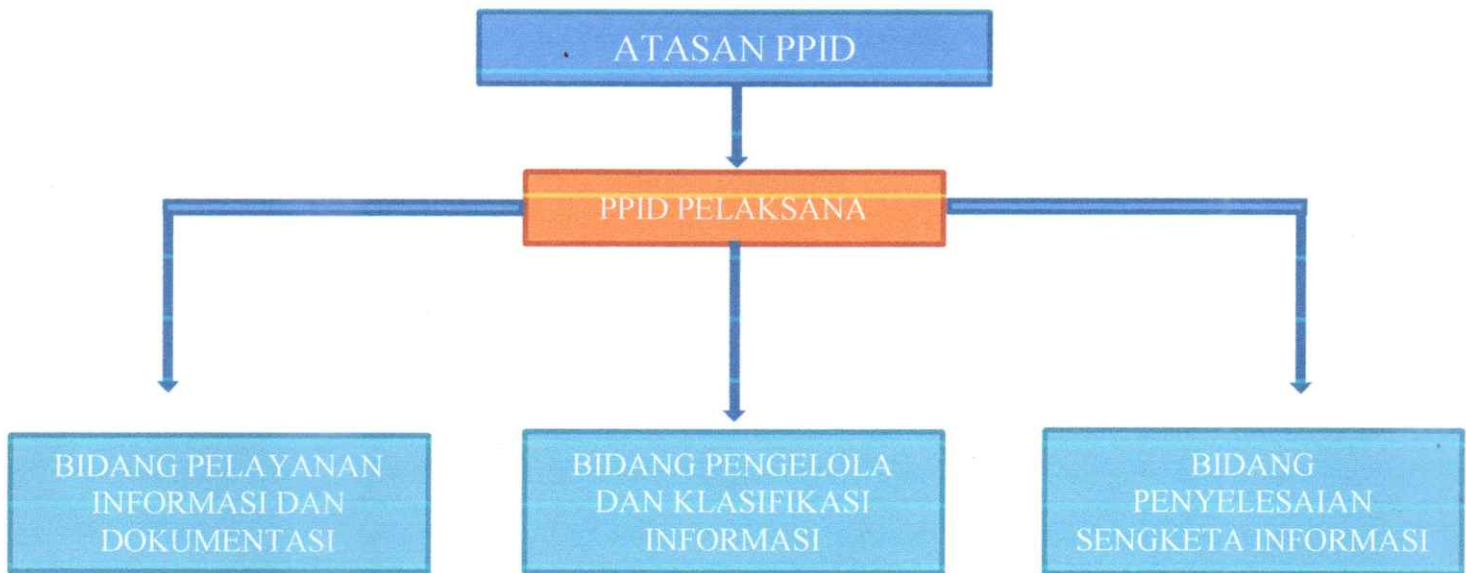 ATASAN PPID
PPID PELAKSANA
BIDANG PELAYANAN
INFORMASI DAN
DOKUMENTASI
BIDANG PENGELOLA
DAN KLASIFIKASI
INFORMASI
BIDANG
PENYELESAIAN
SENGKETA INFORMASI